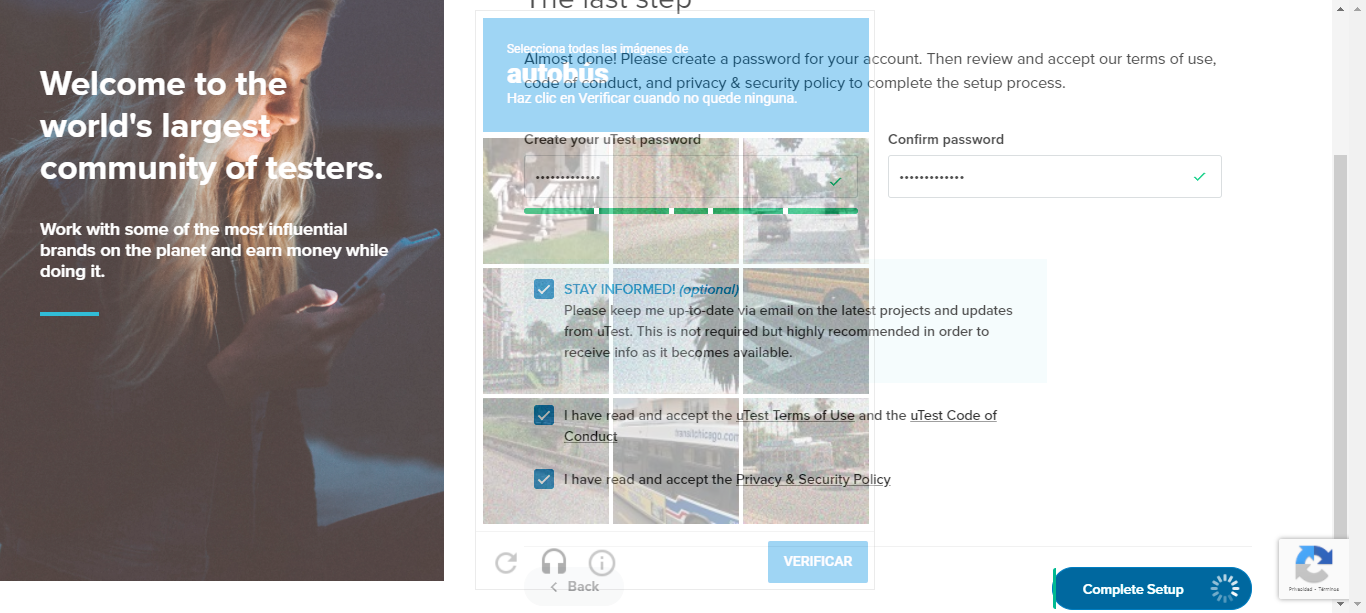 The last step
Welcome to the
world's largest
community of testers.
Work with some of the most influential
brands on the planet and earn money while
doing it.
Selecciona todas las imágenes de
autobús
Haz clic en Verificar cuando no quede ninguna.
Almost done! Please create a password for your account. Then review and accept our terms of use,
code of conduct, and privacy & security policy to complete the setup process.
Create your uTest password
Confirm password
STAY INFORMED! (optional)
Please keep me up-to-date via email on the latest projects and updates
from uTest. This is not required but highly recommended in order to
receive info as it becomes available.
I have read and accept the uTest Terms of Use and the uTest Code of
Conduct
transitchicago.com
I have read and accept the Privacy & Security Policy
VERIFICAR
Back
Complete Setup
Privacidad - Términos